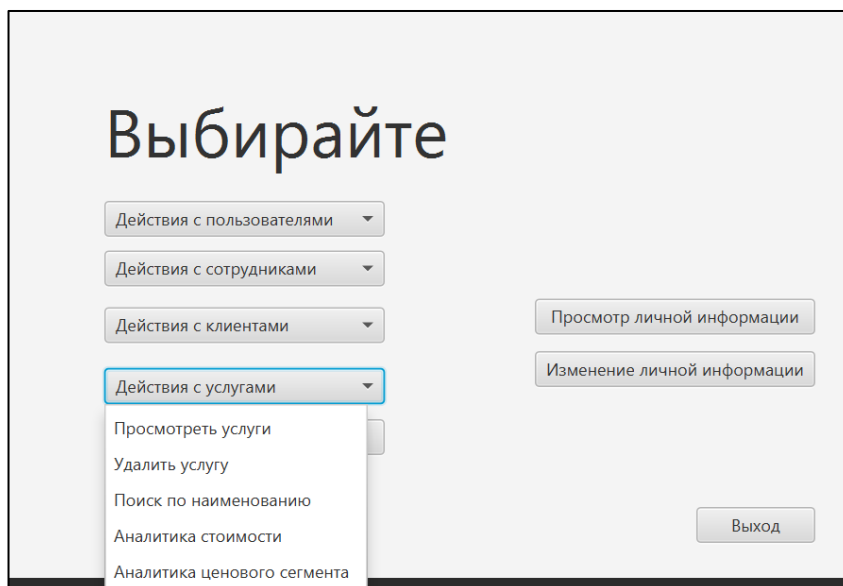 Выбирайте
Действия с пользователями
Действия с сотрудниками
Действия с клиентами
Действия с услугами
Просмотреть услуги
Удалить услугу
Поиск по наименованию
Аналитика стоимости
Аналитика ценового сегмента
Просмотр личной информации
Изменение личной информации
Выход